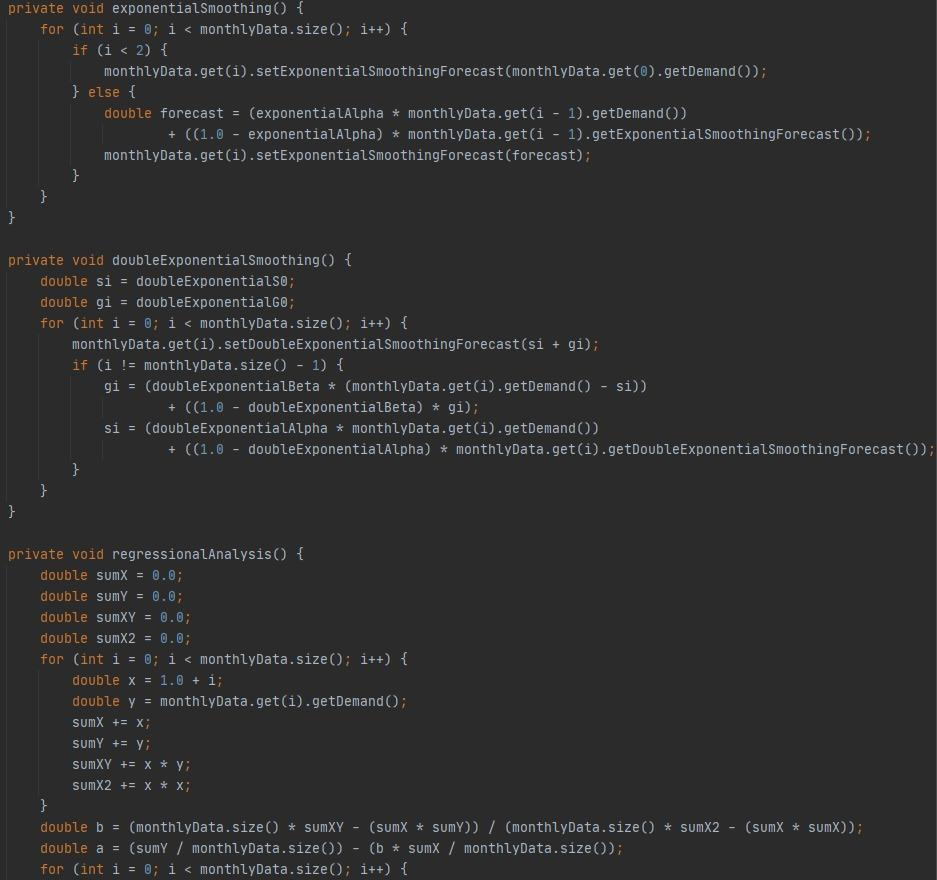 private void exponentialSmoothing() {
    for (int i = 0; i < monthlyData.size(); i++) {
        if (i < 2) {
            monthlyData.get(i).setExponentialSmoothingForecast(monthlyData.get(0).getDemand());
        } else {
            double forecast = (exponentialAlpha * monthlyData.get(i - 1).getDemand())
                    + ((1.0 - exponentialAlpha) * monthlyData.get(i - 1).getExponentialSmoothingForecast());
            monthlyData.get(i).setExponentialSmoothingForecast(forecast);
        }
    }
}

private void doubleExponentialSmoothing() {
    double si = doubleExponentialS0;
    double gi = doubleExponentialG0;
    for (int i = 0; i < monthlyData.size(); i++) {
        monthlyData.get(i).setDoubleExponentialSmoothingForecast(si + gi);
        if (i != monthlyData.size() - 1) {
            gi = (doubleExponentialBeta * (monthlyData.get(i).getDemand() - si))
                    + ((1.0 - doubleExponentialBeta) * gi);
            si = (doubleExponentialAlpha * monthlyData.get(i).getDemand())
                    + ((1.0 - doubleExponentialAlpha) * monthlyData.get(i).getDoubleExponentialSmoothingForecast());
        }
    }
}

private void regressionalAnalysis() {
    double sumX = 0.0;
    double sumY = 0.0;
    double sumXY = 0.0;
    double sumX2 = 0.0;
    for (int i = 0; i < monthlyData.size(); i++) {
        double x = 1.0 + i;
        double y = monthlyData.get(i).getDemand();
        sumX += x;
        sumY += y;
        sumXY += x * y;
        sumX2 += x * x;
    }
    double b = (monthlyData.size() * sumXY - (sumX * sumY)) / (monthlyData.size() * sumX2 - (sumX * sumX));
    double a = (sumY / monthlyData.size()) - (b * sumX / monthlyData.size());
    for (int i = 0; i < monthlyData.size(); i++) {